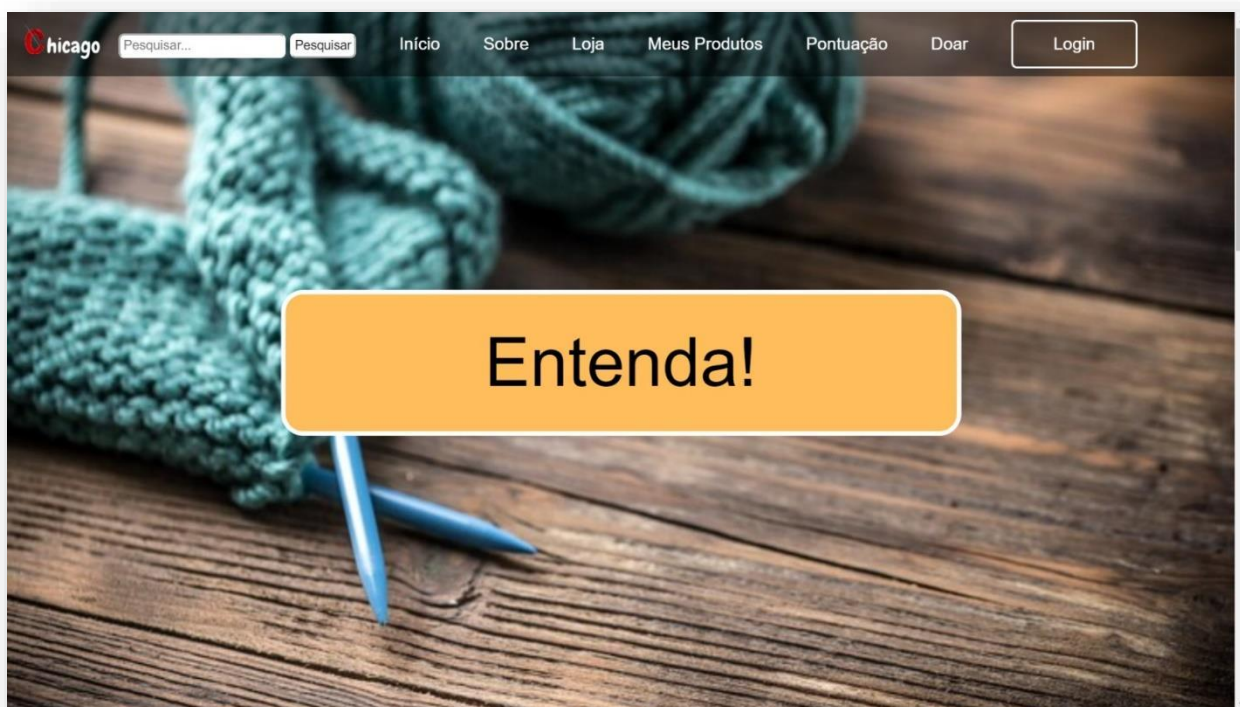 Chicago
Pesquisar...
Pesquisar
Início
Sobre
Loja
Meus Produtos
Pontuação
Doar
Login
Entenda!